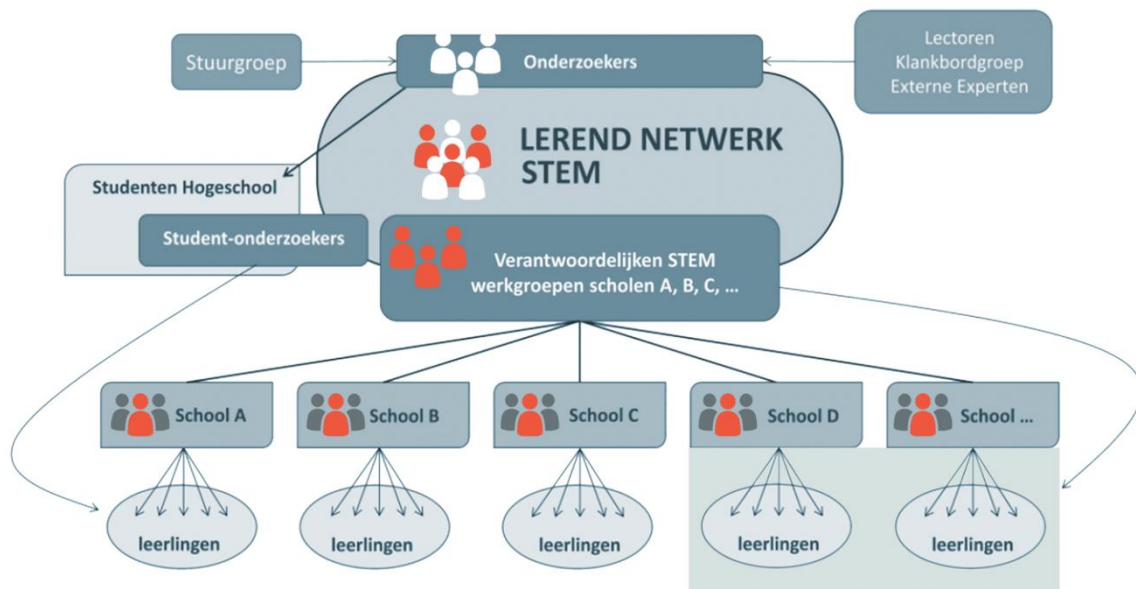 Stuurgroep
Onderzoekers
Lectoren
Klankbordgroep
Externe Experten
LEREND NETWERK
STEM
Studenten Hogeschool
Student-onderzoekers
Verantwoordelijken STEM
werkgroepen scholen A, B, C, ...
School A
School B
School C
School D
School ...
leerlingen
leerlingen
leerlingen
leerlingen
leerlingen